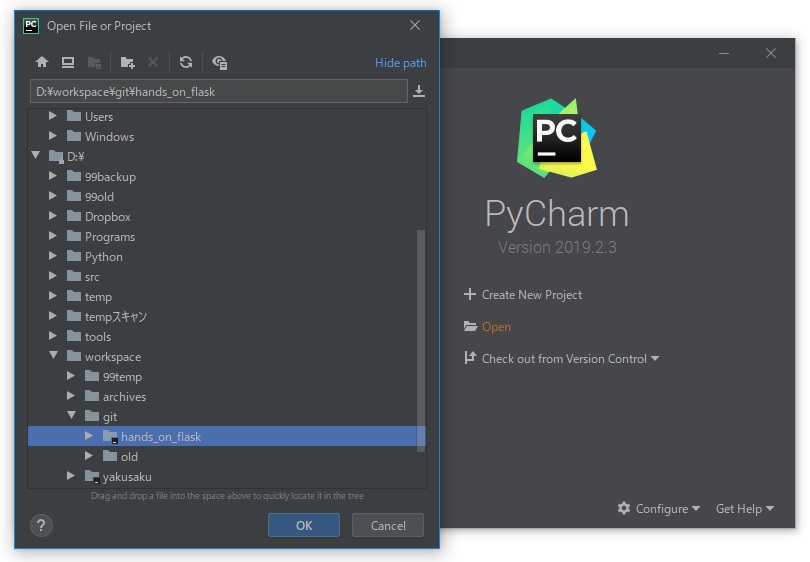 PC
Open File or Project
Hide path
D:¥workspace¥git¥hands_on_flask
Users
Windows
D:¥
99backup
99old
Dropbox
Programs
Python
src
temp
tempスキャン
tools
workspace
99temp
archives
git
hands_on_flask
old
yakusaku
Drag and drop a file into the space above to quickly locate it in the tree
?
OK
Cancel
PC
PyCharm
Version 2019.2.3
Create New Project
Open
Check out from Version Control
Configure
Get Help